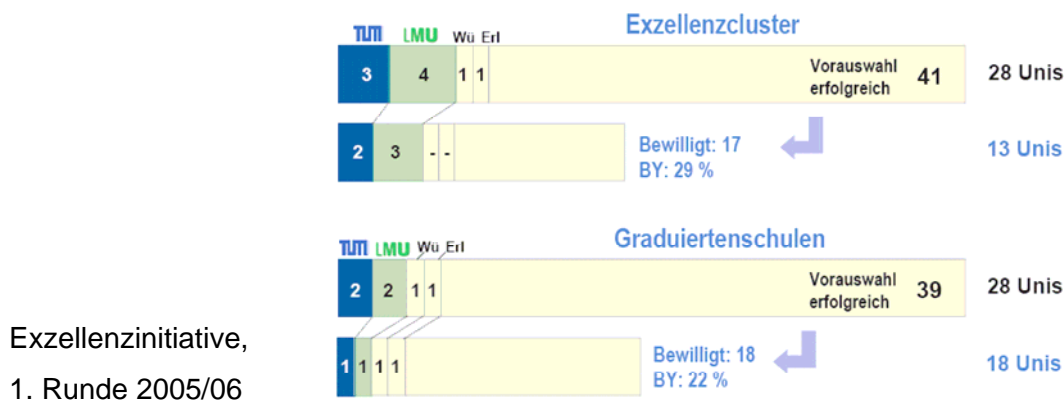 Exzellenzcluster
TUM LMU Wü Erl
3 4 1 1 Vorauswahl erfolgreich 41 28 Unis
2 3 - - Bewilligt: 17 13 Unis
BY: 29 %
Graduiertenschulen
TUM LMU Wü Erl
2 2 1 1 Vorauswahl erfolgreich 39 28 Unis
1 1 1 1 Bewilligt: 18 18 Unis
BY: 22 %
Exzellenzinitiative,
1. Runde 2005/06